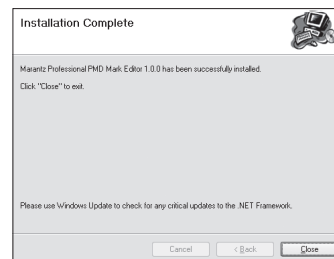 Installation Complete
Marantz Professional PMD Mark Editor 1.0.0 has been successfully installed.
Click "Close" to exit.
Please use Windows Update to check for any critical updates to the .NET Framework.
Cancel
< Back
Close